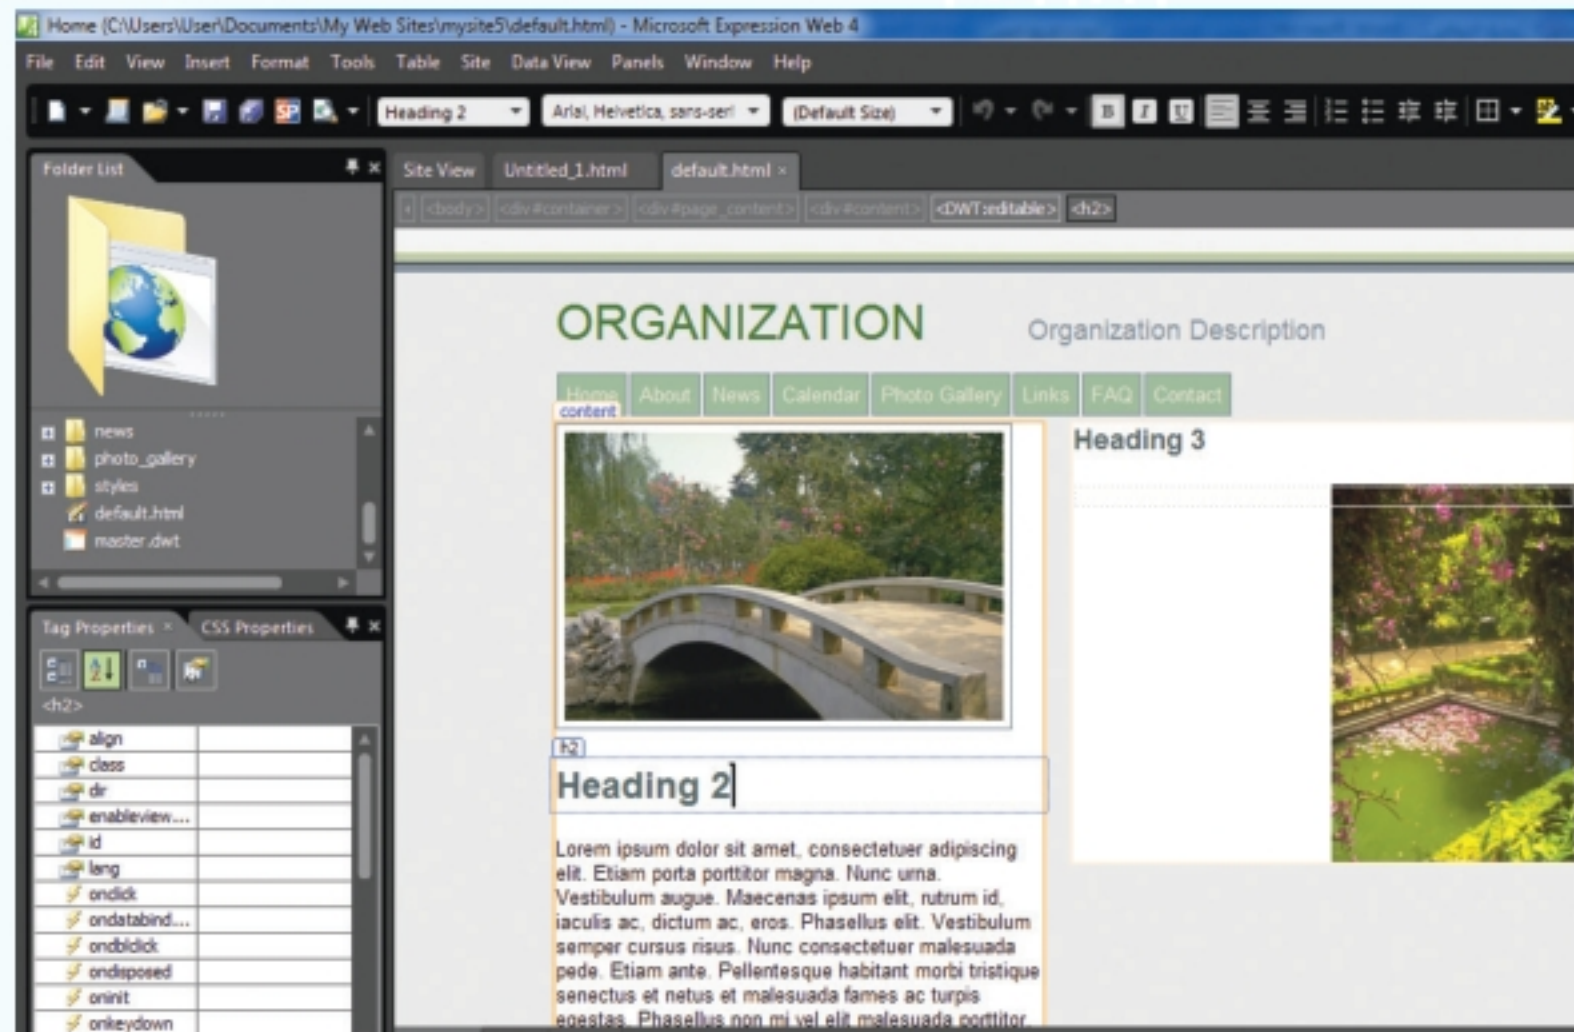 Home (C:\Users\User\Documents\My Web Sites\mysite5\default.html) - Microsoft Expression Web 4
File Edit View Insert Format Tools Table Site Data View Panels Window Help
Heading 2 Arial, Helvetica, sans-seri (Default Size) B I U
Folder List
Site View Untitled_1.html default.html ×
<body> <div#container> <div#page_content> <div#content> <DWT:editable> <h2>
ORGANIZATION Organization Description
Home About News Calendar Photo Gallery Links FAQ Contact
content
Heading 3
news
photo_gallery
styles
default.html
master.dwt
Tag Properties × CSS Properties
<h2>
align
class
dir
enableview...
id
lang
onclick
ondatabind...
ondblclick
ondisposed
oninit
onkeydown
h2
Heading 2
Lorem ipsum dolor sit amet, consectetuer adipiscing
elit. Etiam porta porttitor magna. Nunc urna.
Vestibulum augue. Maecenas ipsum elit, rutrum id,
iaculis ac, dictum ac, eros. Phasellus elit. Vestibulum
semper cursus risus. Nunc consectetuer malesuada
pede. Etiam ante. Pellentesque habitant morbi tristique
senectus et netus et malesuada fames ac turpis
egestas. Phasellus non mi vel elit malesuada porttitor.